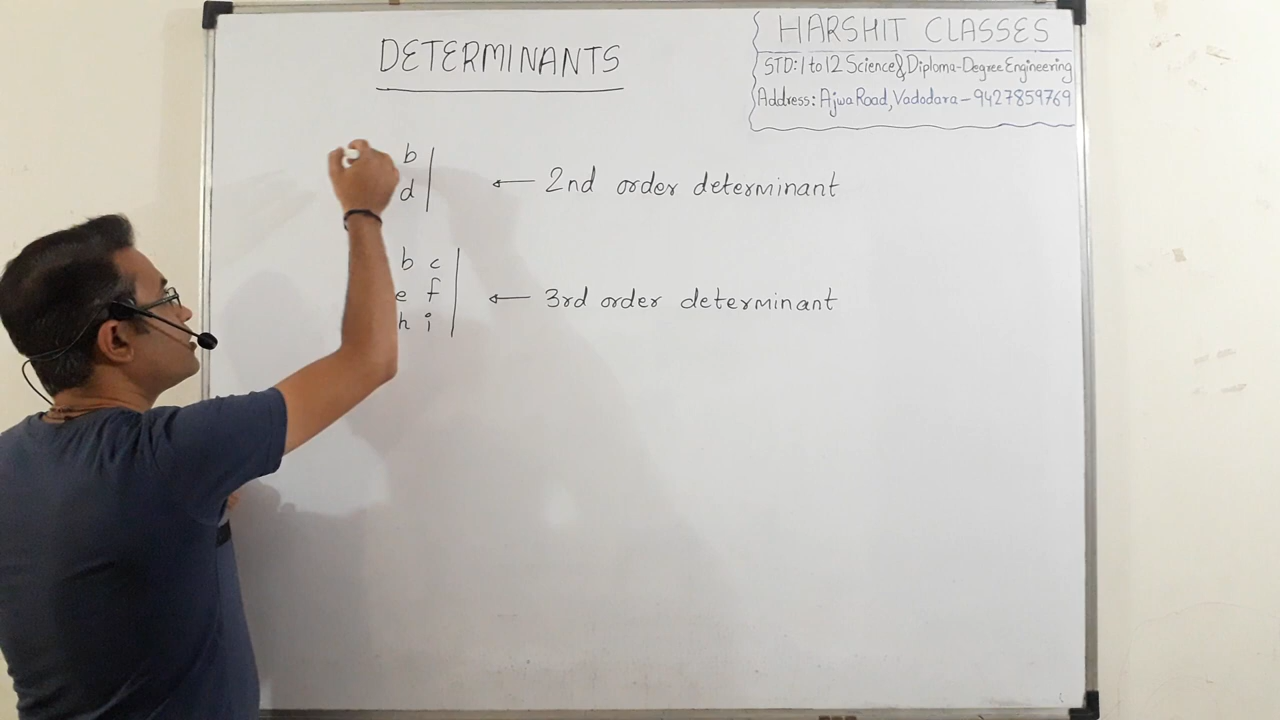 DETERMINANTS
HARSHIT CLASSES
STD: 1 to 12 Science & Diploma-Degree Engineering
Address: Ajwa Road, Vadodara - 9427859769
b
d
← 2nd order determinant
b c
e f
h i
← 3rd order determinant